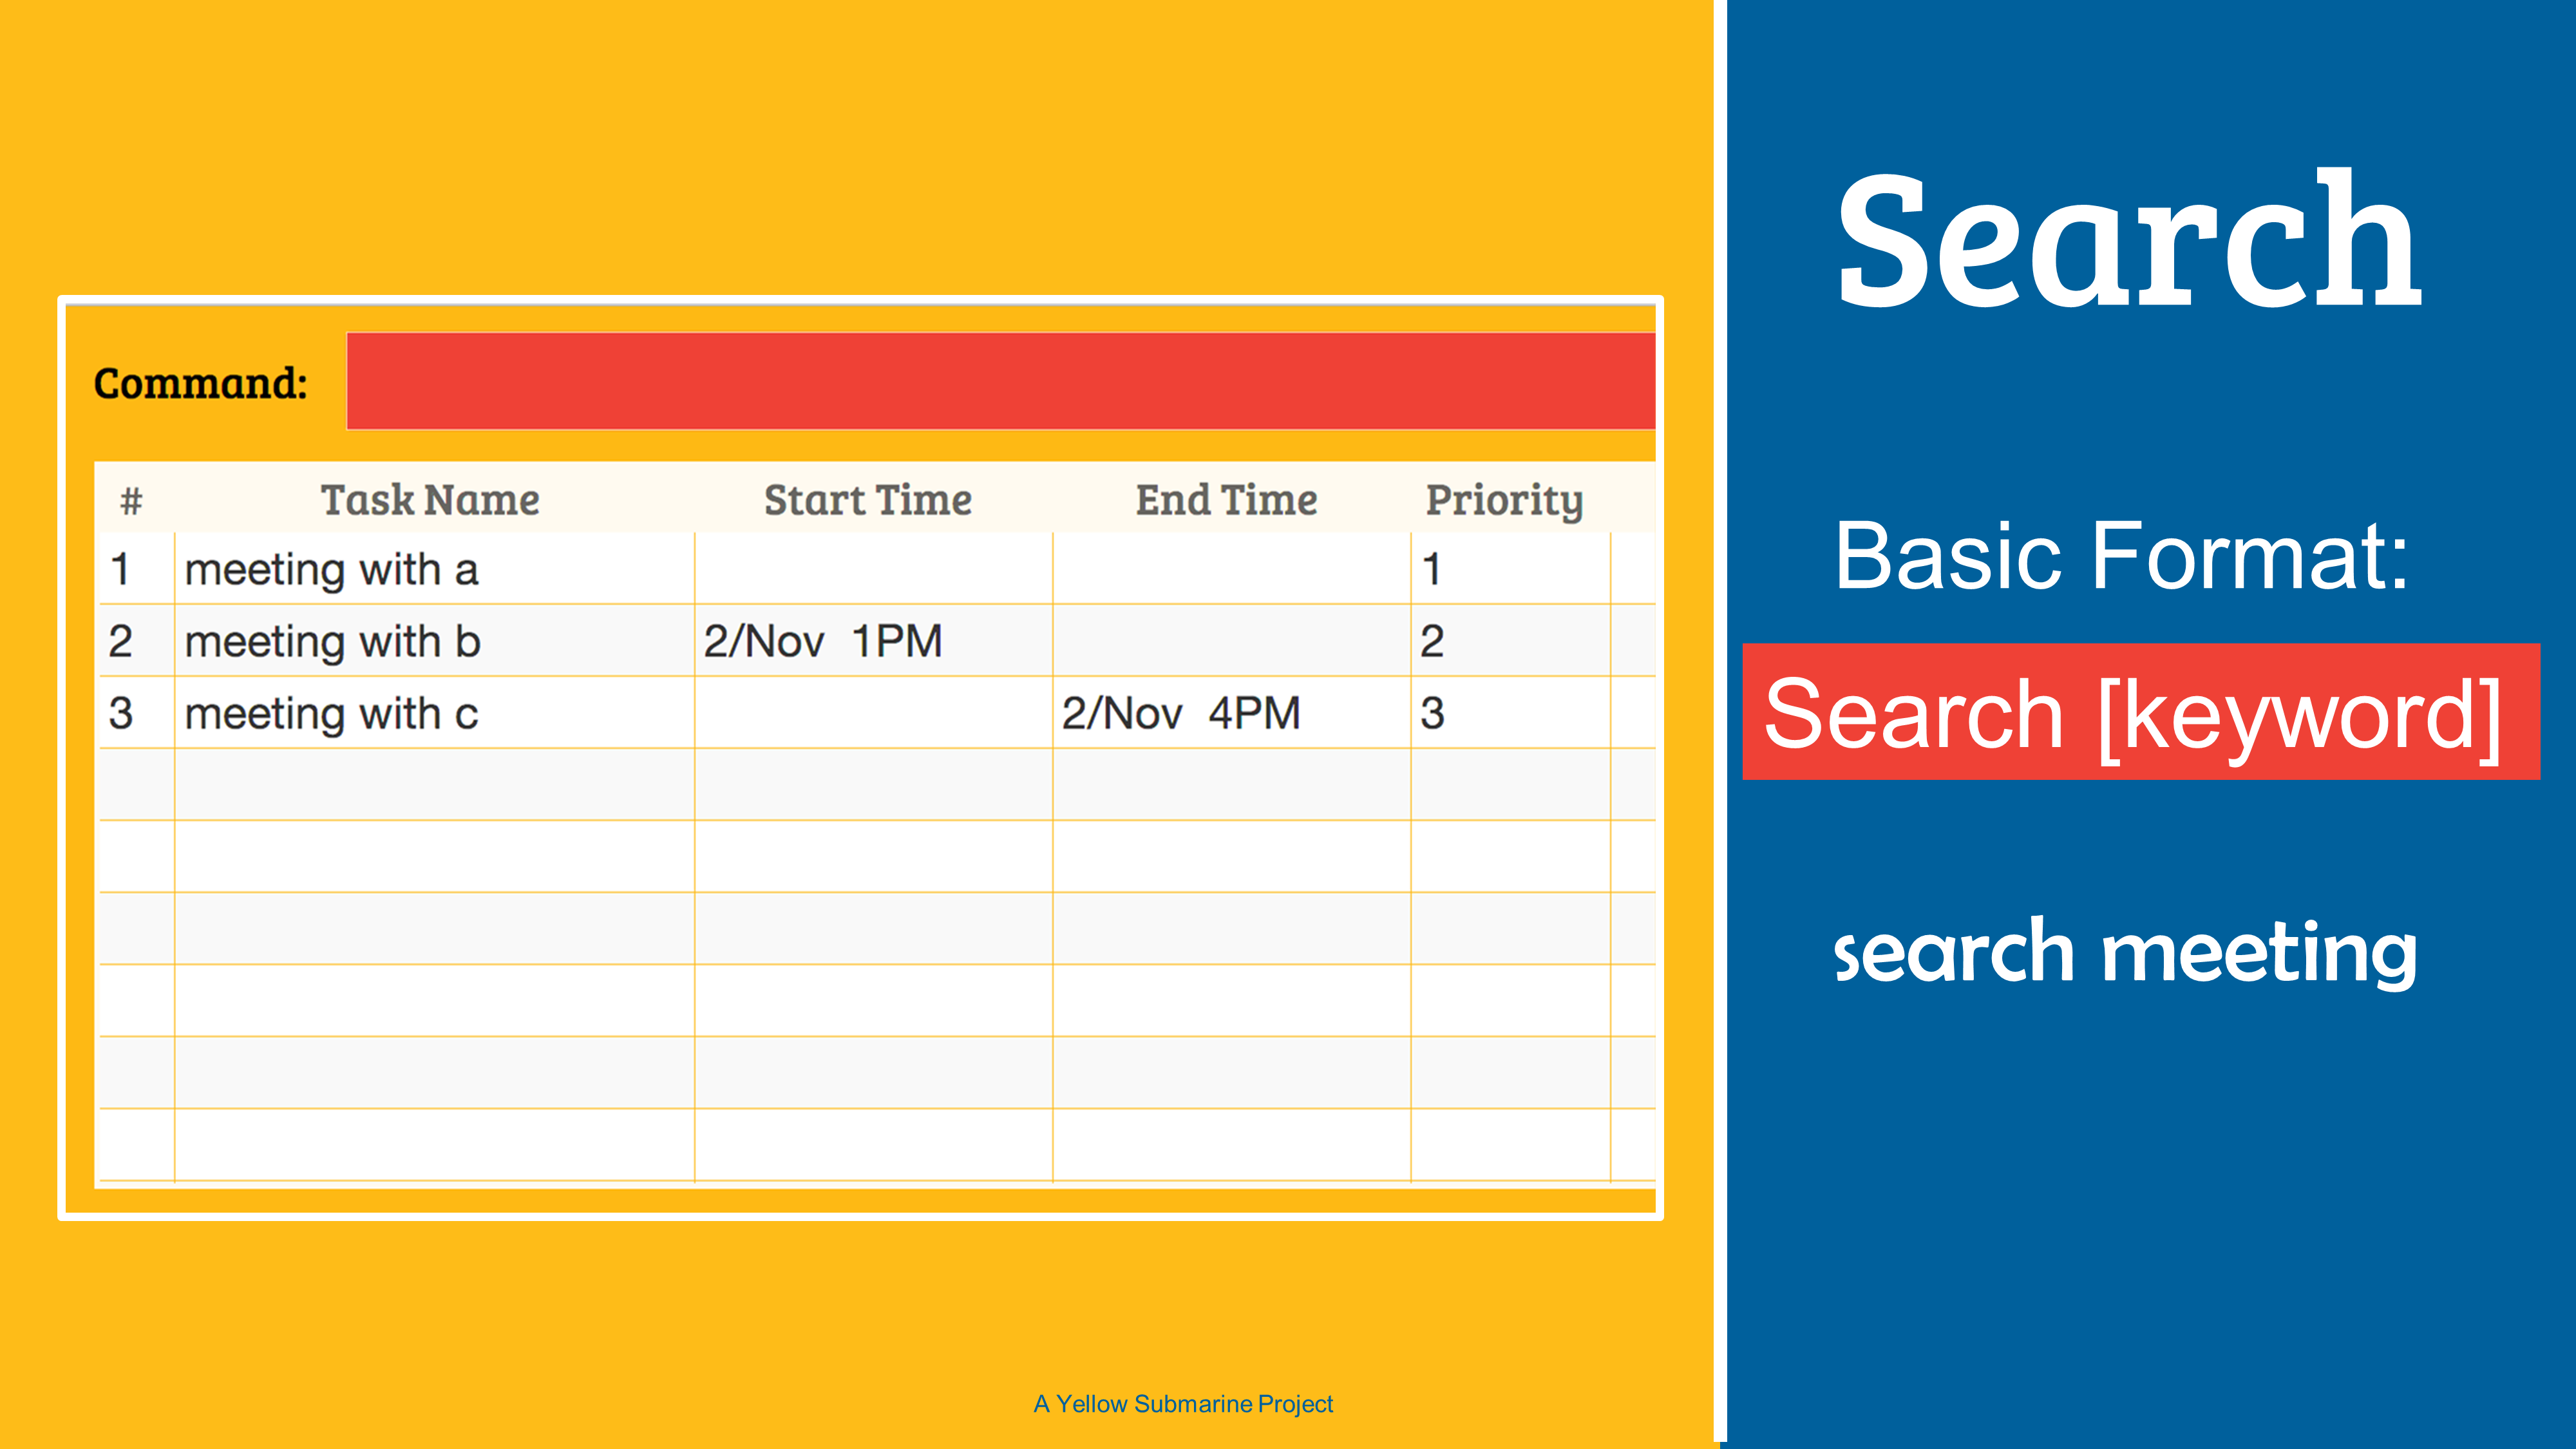 Command:
# Task Name Start Time End Time Priority
1 meeting with a 1
2 meeting with b 2/Nov 1PM 2
3 meeting with c 2/Nov 4PM 3
A Yellow Submarine Project
Search
Basic Format:
Search [keyword]
search meeting